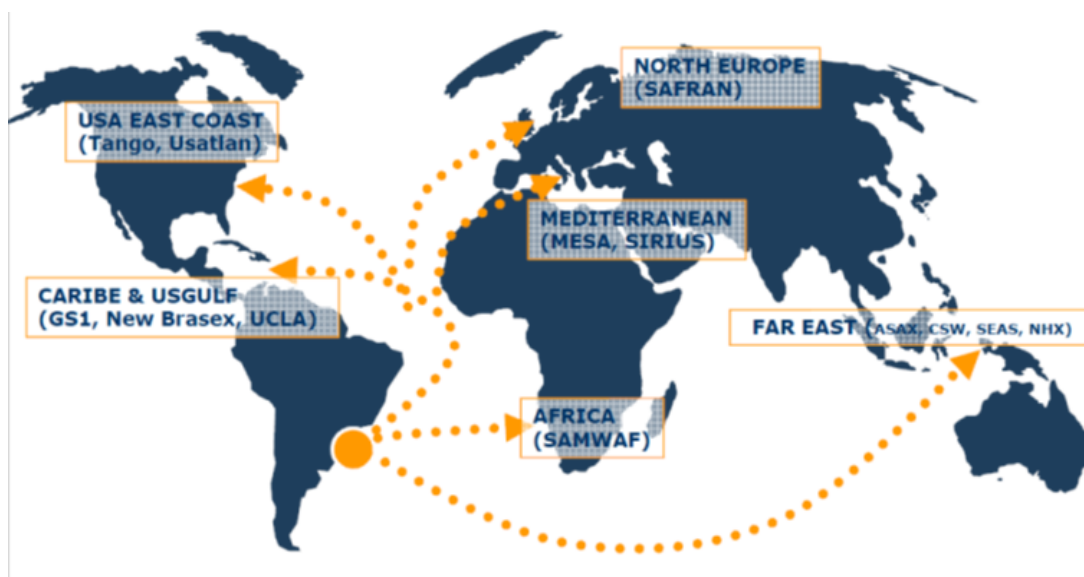 NORTH EUROPE
(SAFRAN)
USA EAST COAST
(Tango, Usatlan)
MEDITERRANEAN
(MESA, SIRIUS)
CARIBE & USGULF
(GS1, New Brasex, UCLA)
FAR EAST (ASAX, CSW, SEAS, NHX)
AFRICA
(SAMWAF)